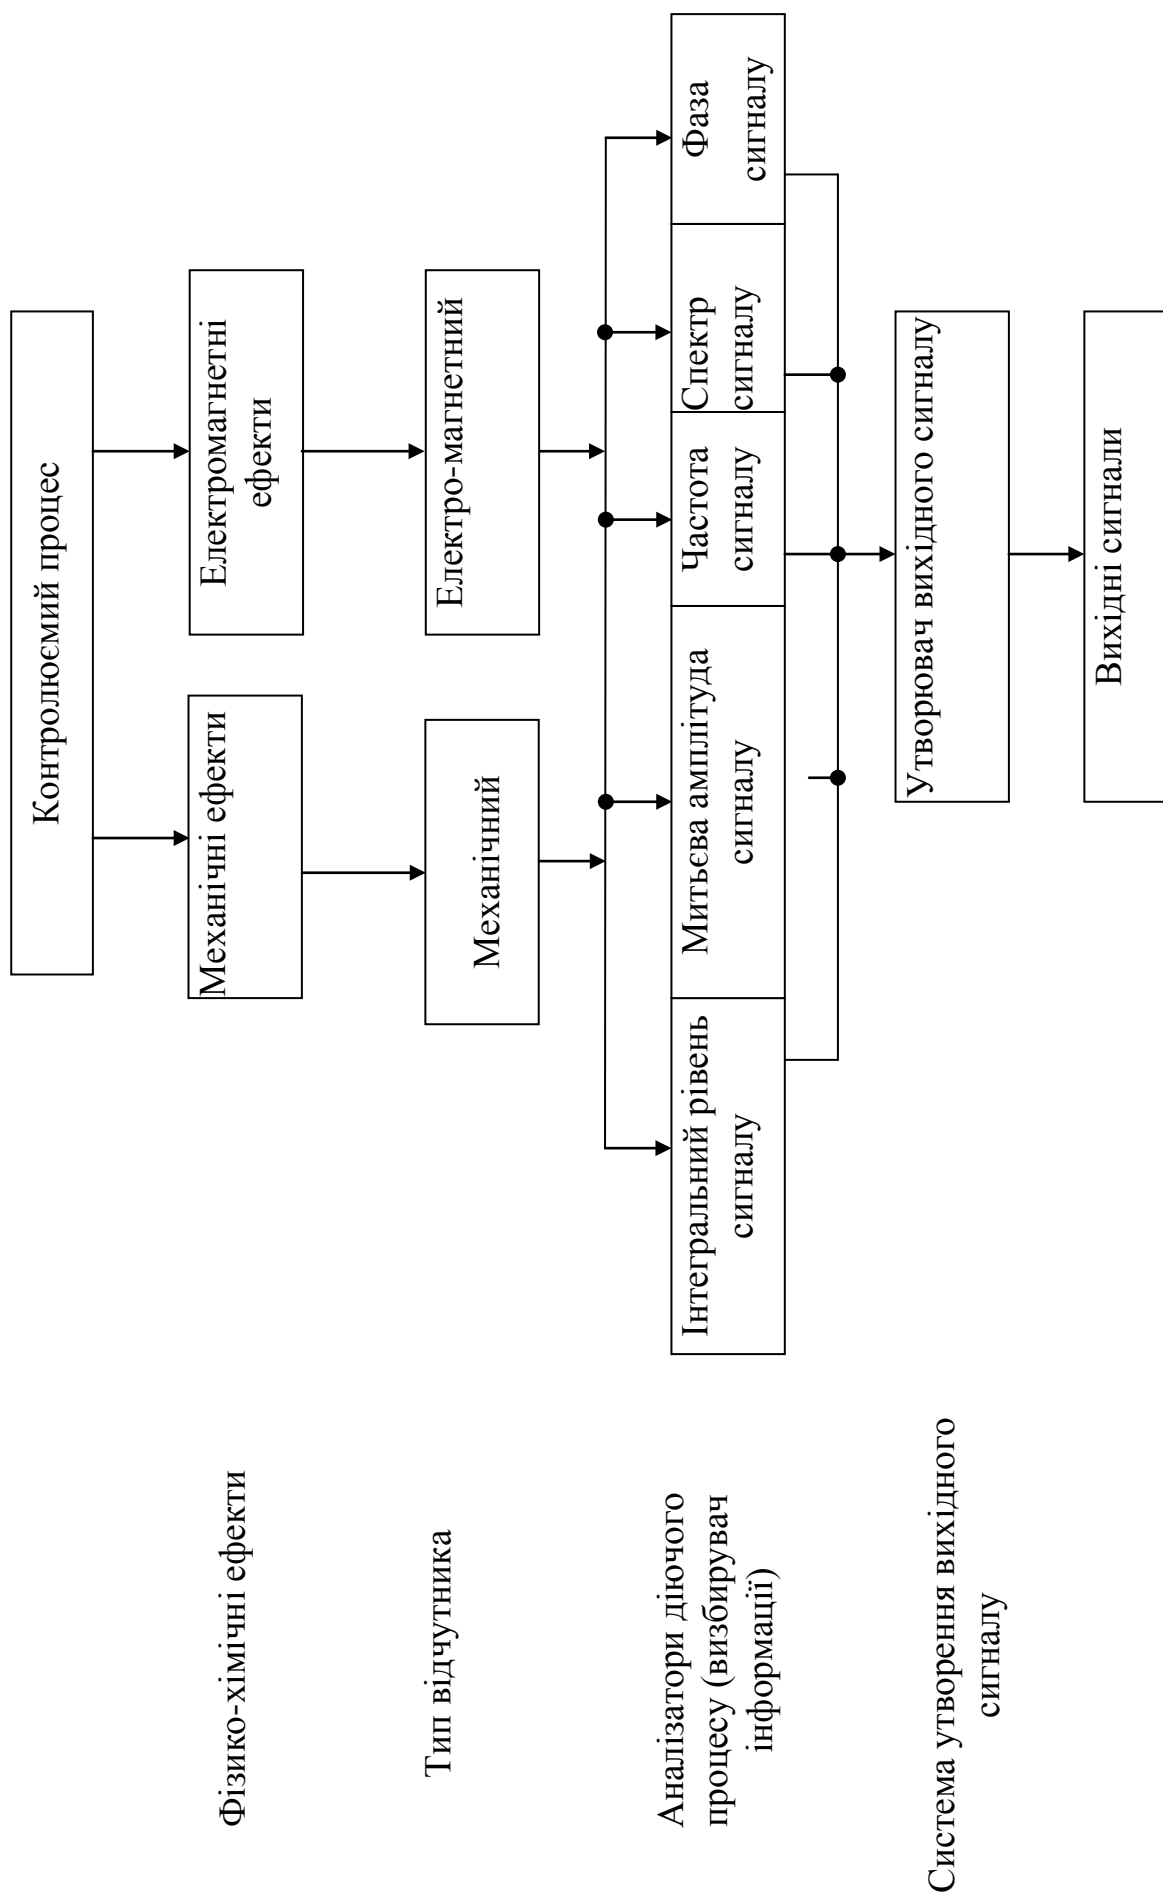 Контролюємий процес
Фізико-хімічні ефекти
Механічні ефекти
Електромагнетні
ефекти
Тип відчутника
Механічний
Електро-магнетний
Аналізатори діючого
процесу (визбирувач
інформації)
Інтегральний рівень
сигналу
Митьєва амплітуда
сигналу
Частота
сигналу
Спектр
сигналу
Фаза
сигналу
Система утворення вихідного
сигналу
Утворювач вихідного сигналу
Вихідні сигнали